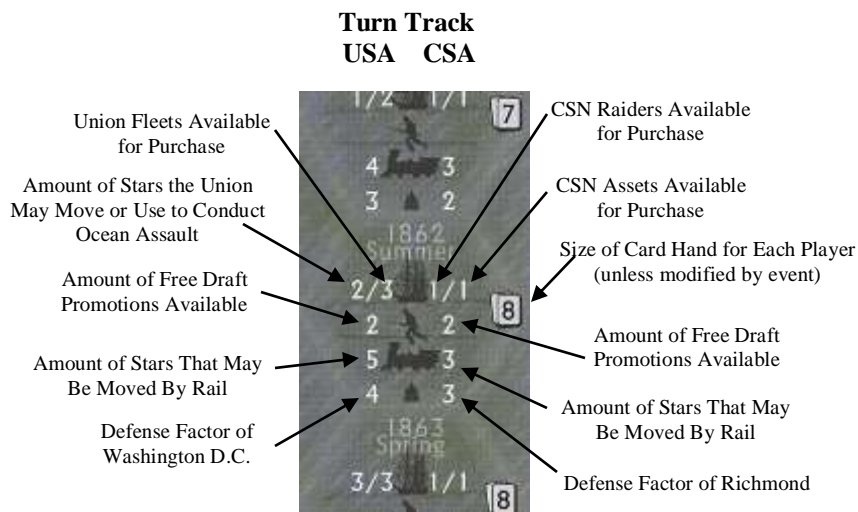 Turn Track
USA CSA
Union Fleets Available
for Purchase
Amount of Stars the Union
May Move or Use to Conduct
Ocean Assault
Amount of Free Draft
Promotions Available
Amount of Stars That May
Be Moved By Rail
Defense Factor of
Washington D.C.
1/2 1/1 7
4 3
3 2
1862
Summer
2/3 1/1 8
2 2
5 3
4 3
1863
Spring
3/3 1/1 8
CSN Raiders Available
for Purchase
CSN Assets Available
for Purchase
Size of Card Hand for Each Player
(unless modified by event)
Amount of Free Draft
Promotions Available
Amount of Stars That May
Be Moved By Rail
Defense Factor of Richmond